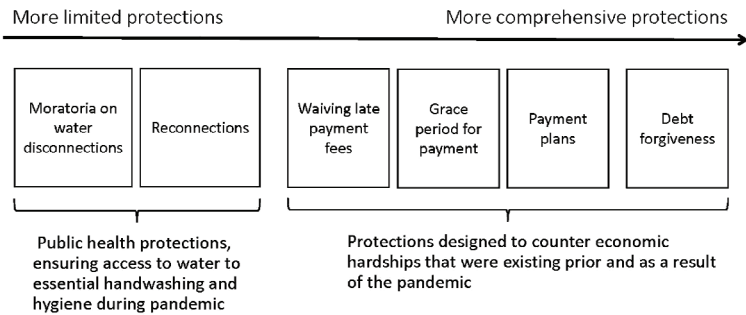 More limited protections
More comprehensive protections
Moratoria on
water
disconnections
Reconnections
Waiving late
payment
fees
Grace
period for
payment
Payment
plans
Debt
forgiveness
Public health protections,
ensuring access to water to
essential handwashing and
hygiene during pandemic
Protections designed to counter economic
hardships that were existing prior and as a result
of the pandemic